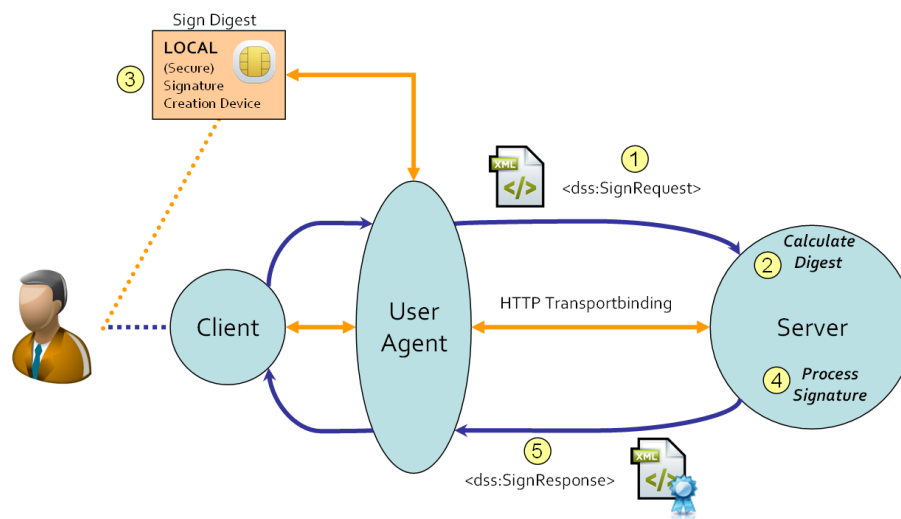 Sign Digest
LOCAL
(Secure)
Signature
Creation Device
3
XML
</>
1
<dss:SignRequest>
Calculate
Digest
2
Client
User
Agent
HTTP Transportbinding
Server
4
Process
Signature
5
<dss:SignResponse>
XML
</>